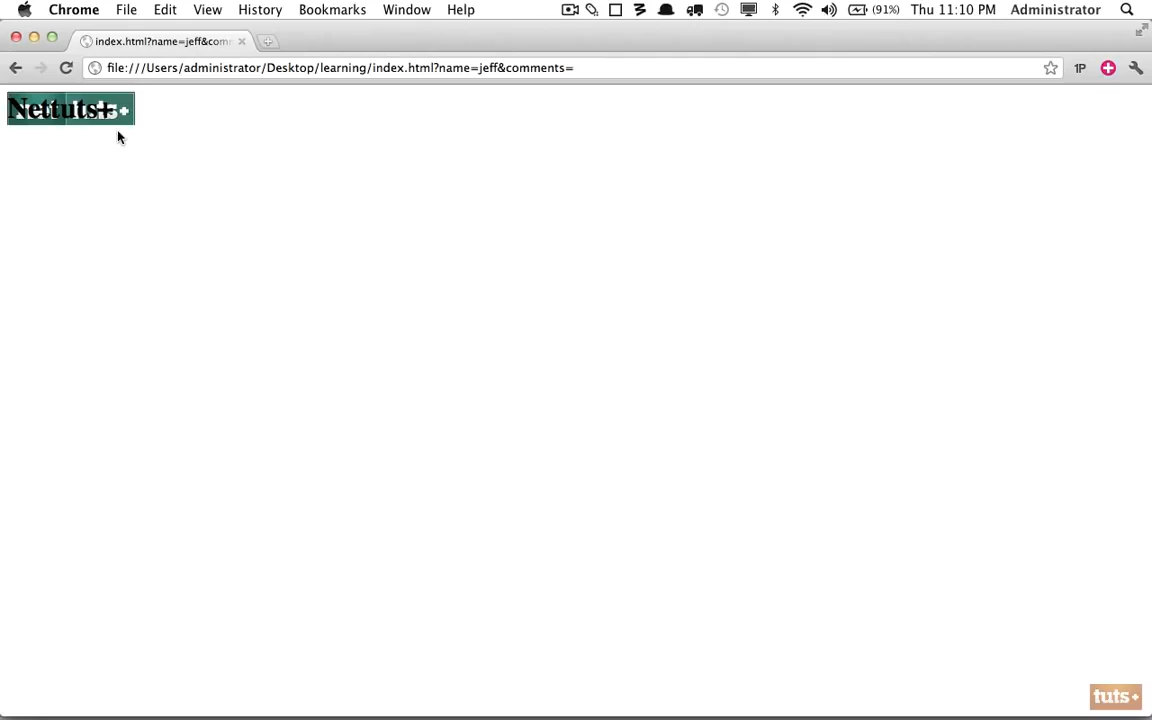 Chrome File Edit View History Bookmarks Window Help (91%) Thu 11:10 PM Administrator
index.html?name=jeff&com
file:///Users/administrator/Desktop/learning/index.html?name=jeff&comments= 1P
Nettuts+
tuts+